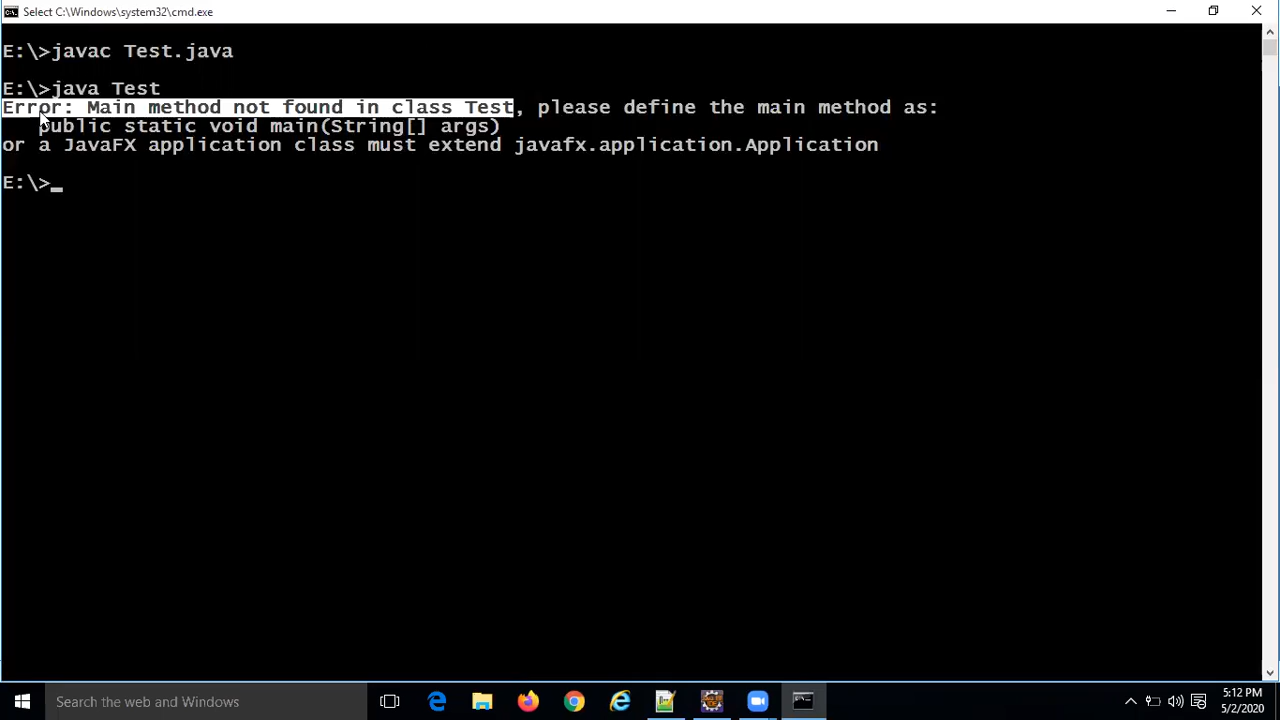 Select C:\Windows\system32\cmd.exe
E:\>javac Test.java
E:\>java Test
Error: Main method not found in class Test, please define the main method as:
public static void main(String[] args)
or a JavaFX application class must extend javafx.application.Application
E:\>_
Search the web and Windows
5:12 PM
5/2/2020